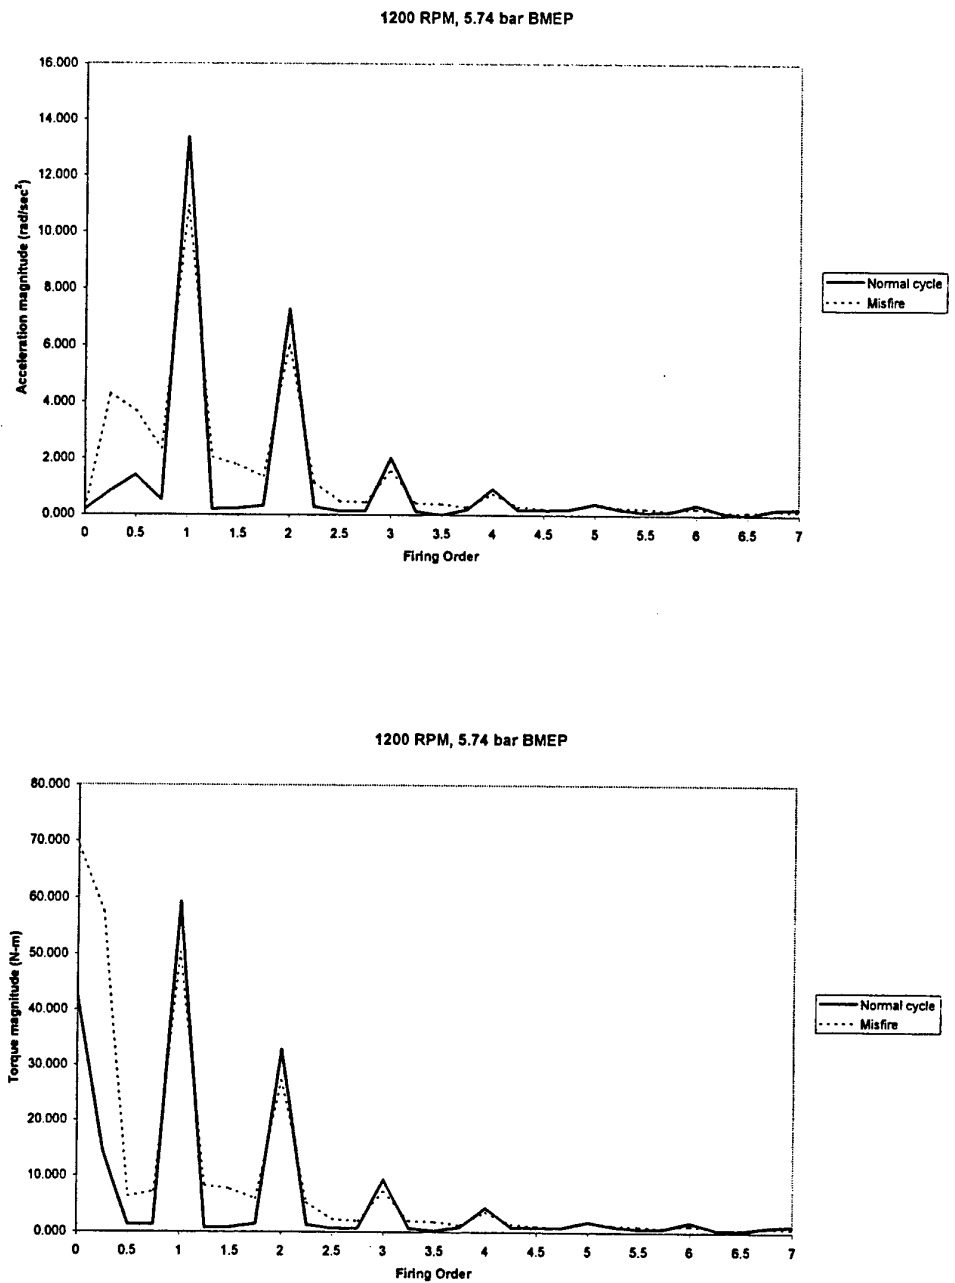 1200 RPM, 5.74 bar BMEP
16.000
14.000
12.000
10.000
8.000
6.000
4.000
2.000
0.000
Acceleration magnitude (rad/sec²)
0 0.5 1 1.5 2 2.5 3 3.5 4 4.5 5 5.5 6 6.5 7
Firing Order
Normal cycle
Misfire
1200 RPM, 5.74 bar BMEP
80.000
70.000
60.000
50.000
40.000
30.000
20.000
10.000
0.000
Torque magnitude (N-m)
0 0.5 1 1.5 2 2.5 3 3.5 4 4.5 5 5.5 6 6.5 7
Firing Order
Normal cycle
Misfire